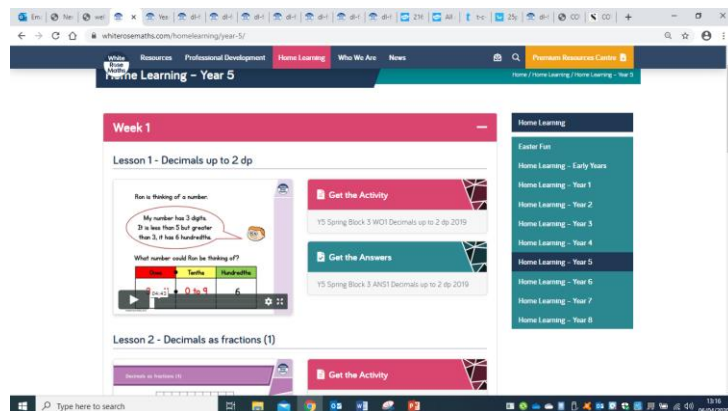 whiterosemaths.com/homelearning/year-5/
White Rose Maths
Resources
Professional Development
Home Learning
Who We Are
News
Premium Resources Centre
Home Learning – Year 5
Home / Home Learning / Home Learning – Year 5
Week 1
Lesson 1 - Decimals up to 2 dp
Ron is thinking of a number.
My number has 3 digits.
It is less than 5 but greater
than 3, it has 6 hundredths.
What number could Ron be thinking of?
Ones
Tenths
Hundredths
0 to 9
6
04:43
Get the Activity
Y5 Spring Block 3 WO1 Decimals up to 2 dp 2019
Get the Answers
Y5 Spring Block 3 ANS1 Decimals up to 2 dp 2019
Lesson 2 - Decimals as fractions (1)
Decimals as fractions (1)
Get the Activity
Home Learning
Easter Fun
Home Learning – Early Years
Home Learning – Year 1
Home Learning – Year 2
Home Learning – Year 3
Home Learning – Year 4
Home Learning – Year 5
Home Learning – Year 6
Home Learning – Year 7
Home Learning – Year 8
Type here to search
13:16